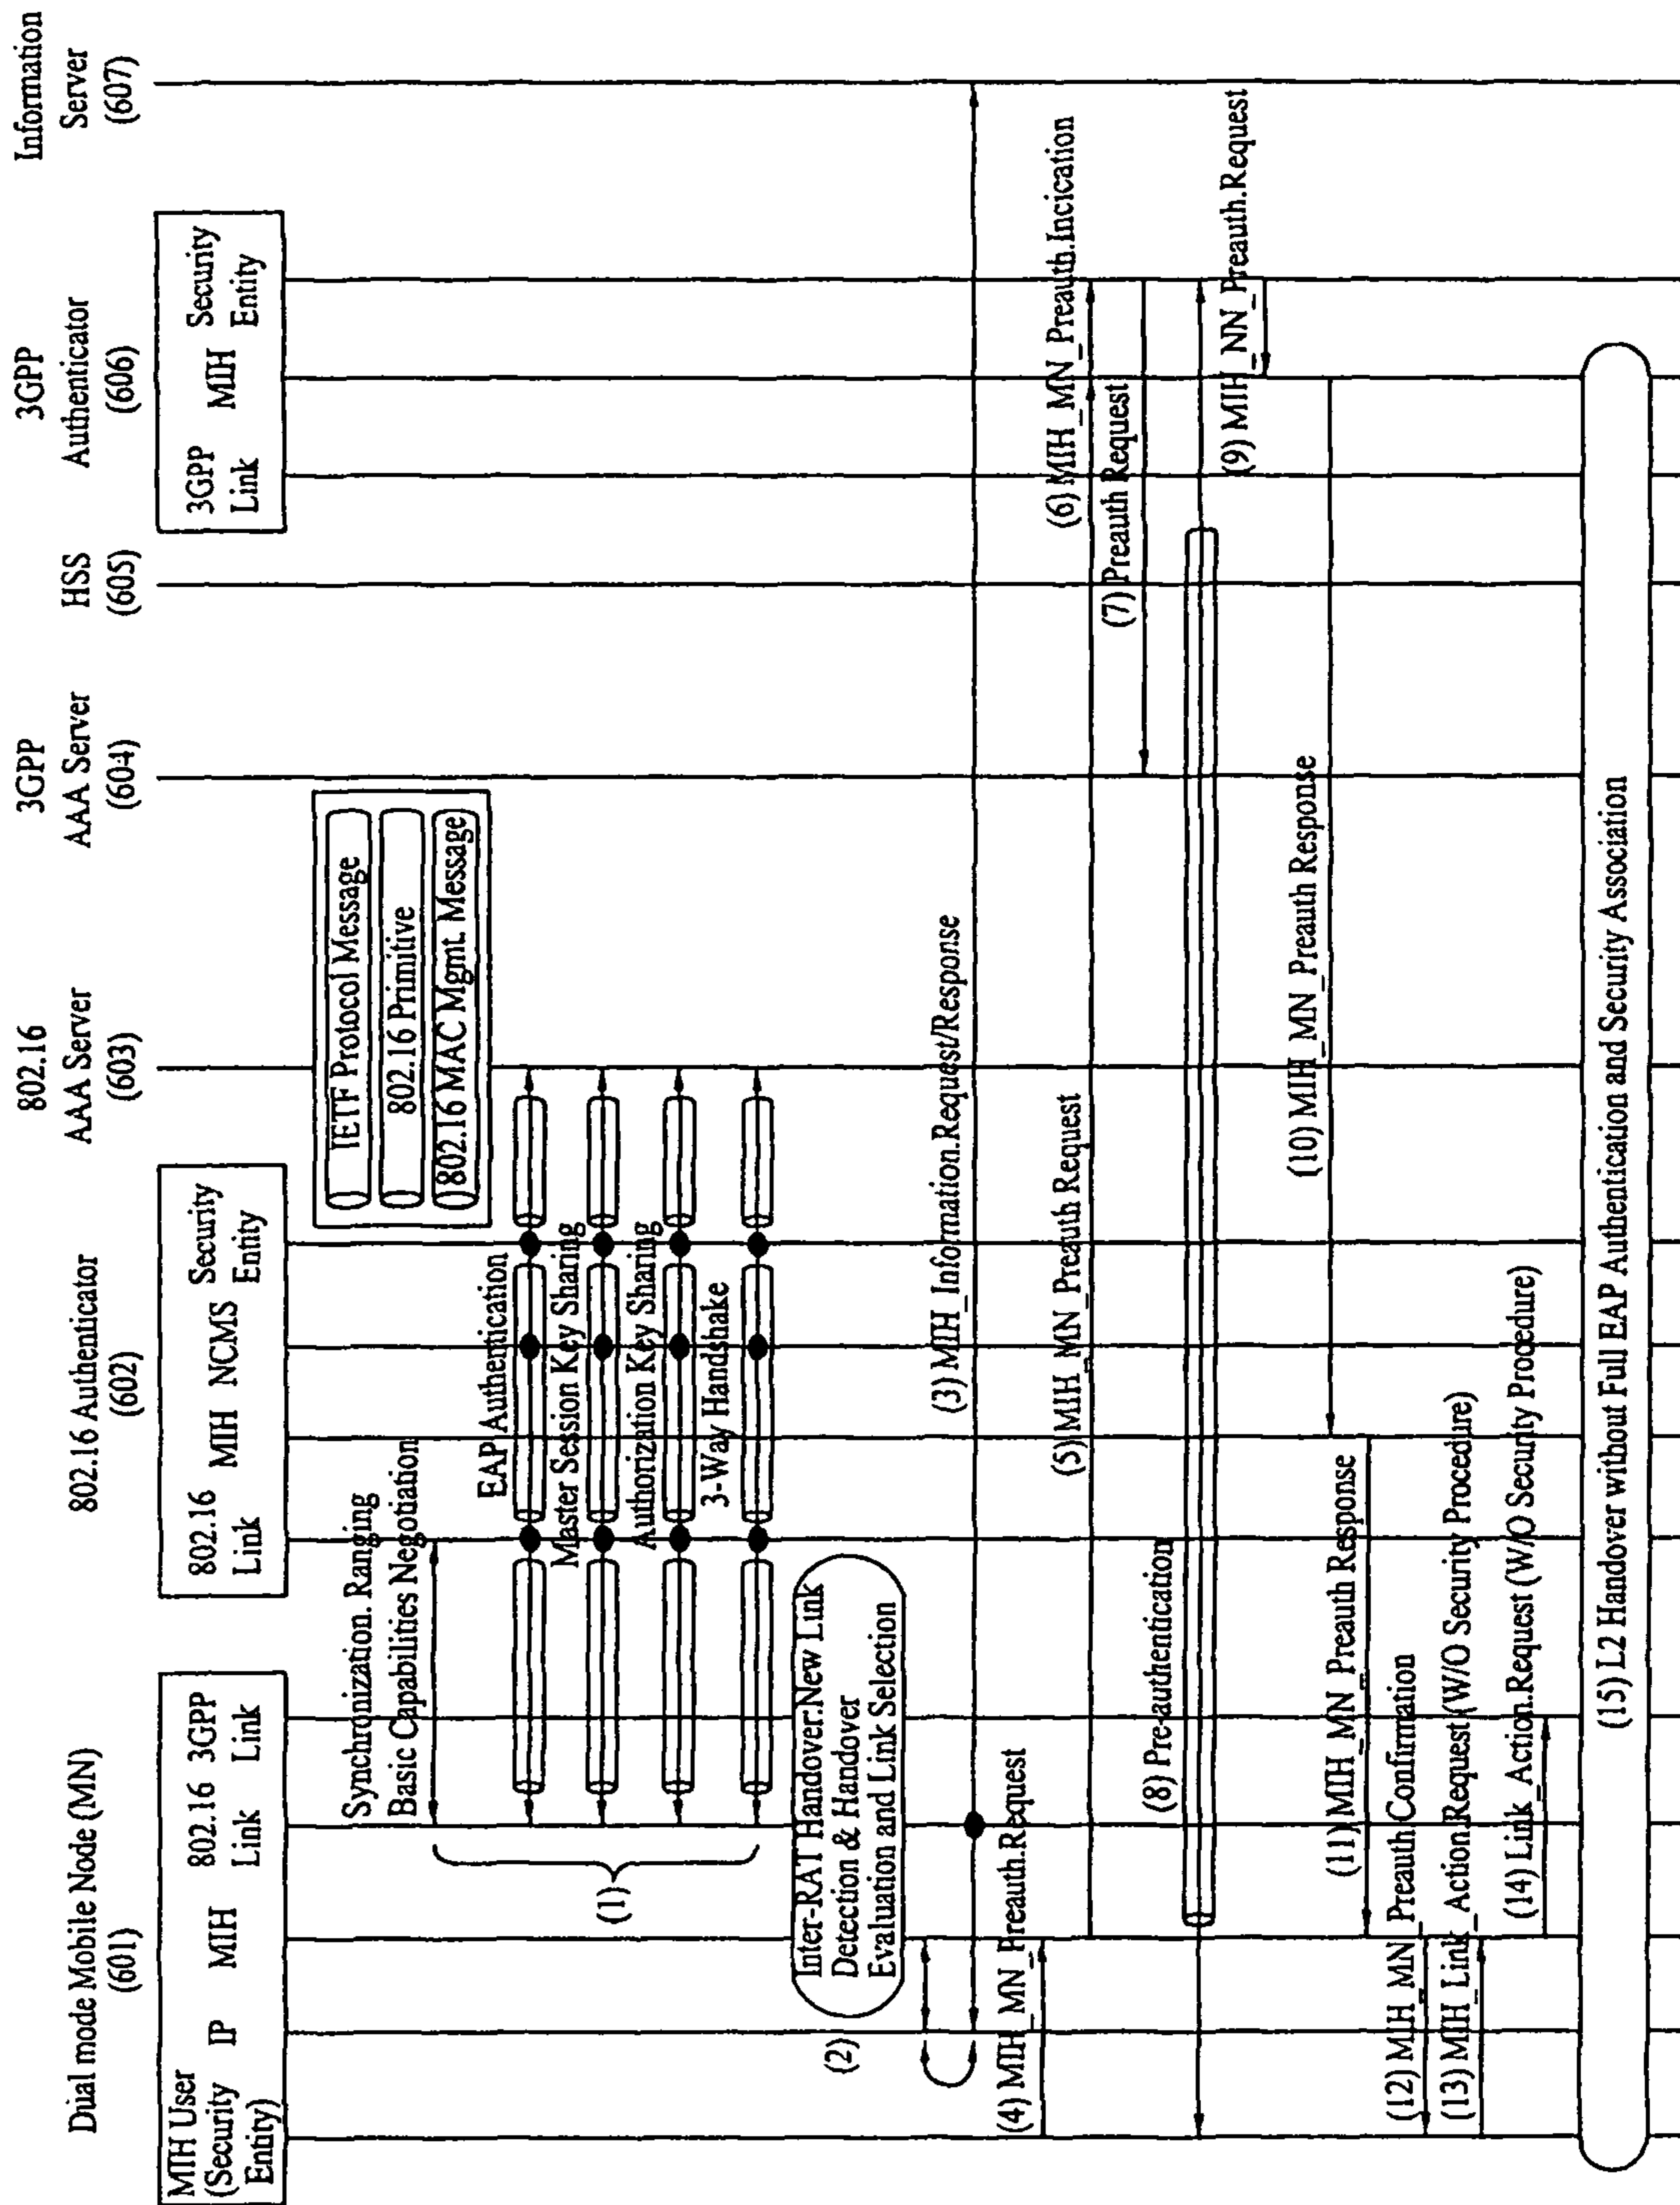 Dual mode Mobile Node (MN)
(601)
802.16 Authenticator
(602)
802.16
AAA Server
(603)
3GPP
AAA Server
(604)
HSS
(605)
3GPP
Authenticator
(606)
Information
Server
(607)
MTH User
(Security
Entity)
IP
MIH
802.16
Link
3GPP
Link
802.16
Link
MIH
NCMS
Security
Entity
3GPP
Link
MIH
Security
Entity
IETF Protocol Message
802.16 Primitive
802.16 MAC Mgmt. Message
Synchronization. Ranging
Basic Capabilities Negotiation
EAP Authentication
Master Session Key Sharing
Authorization Key Sharing
3-Way Handshake
(1)
Inter-RAT Handover.New Link
Detection & Handover
Evaluation and Link Selection
(2)
(3) MIH_Information.Request/Response
(4) MIH_MN_Preauth.Request
(5) MIH_MN_Preauth Request
(6) MIH_MN_Preauth.Incication
(7) Preauth Request
(8) Pre-authentication
(9) MIH_NN_Preauth.Request
(10) MIH_MN_Preauth Response
(11) MIH_MN_Preauth Response
(12) MIH_MN_Preauth Confirmation
(13) MIH_Link_Action.Request (W/O Security Procedure)
(14) Link_Action.Request (W/O Security Procedure)
(15) L2 Handover without Full EAP Authentication and Security Association